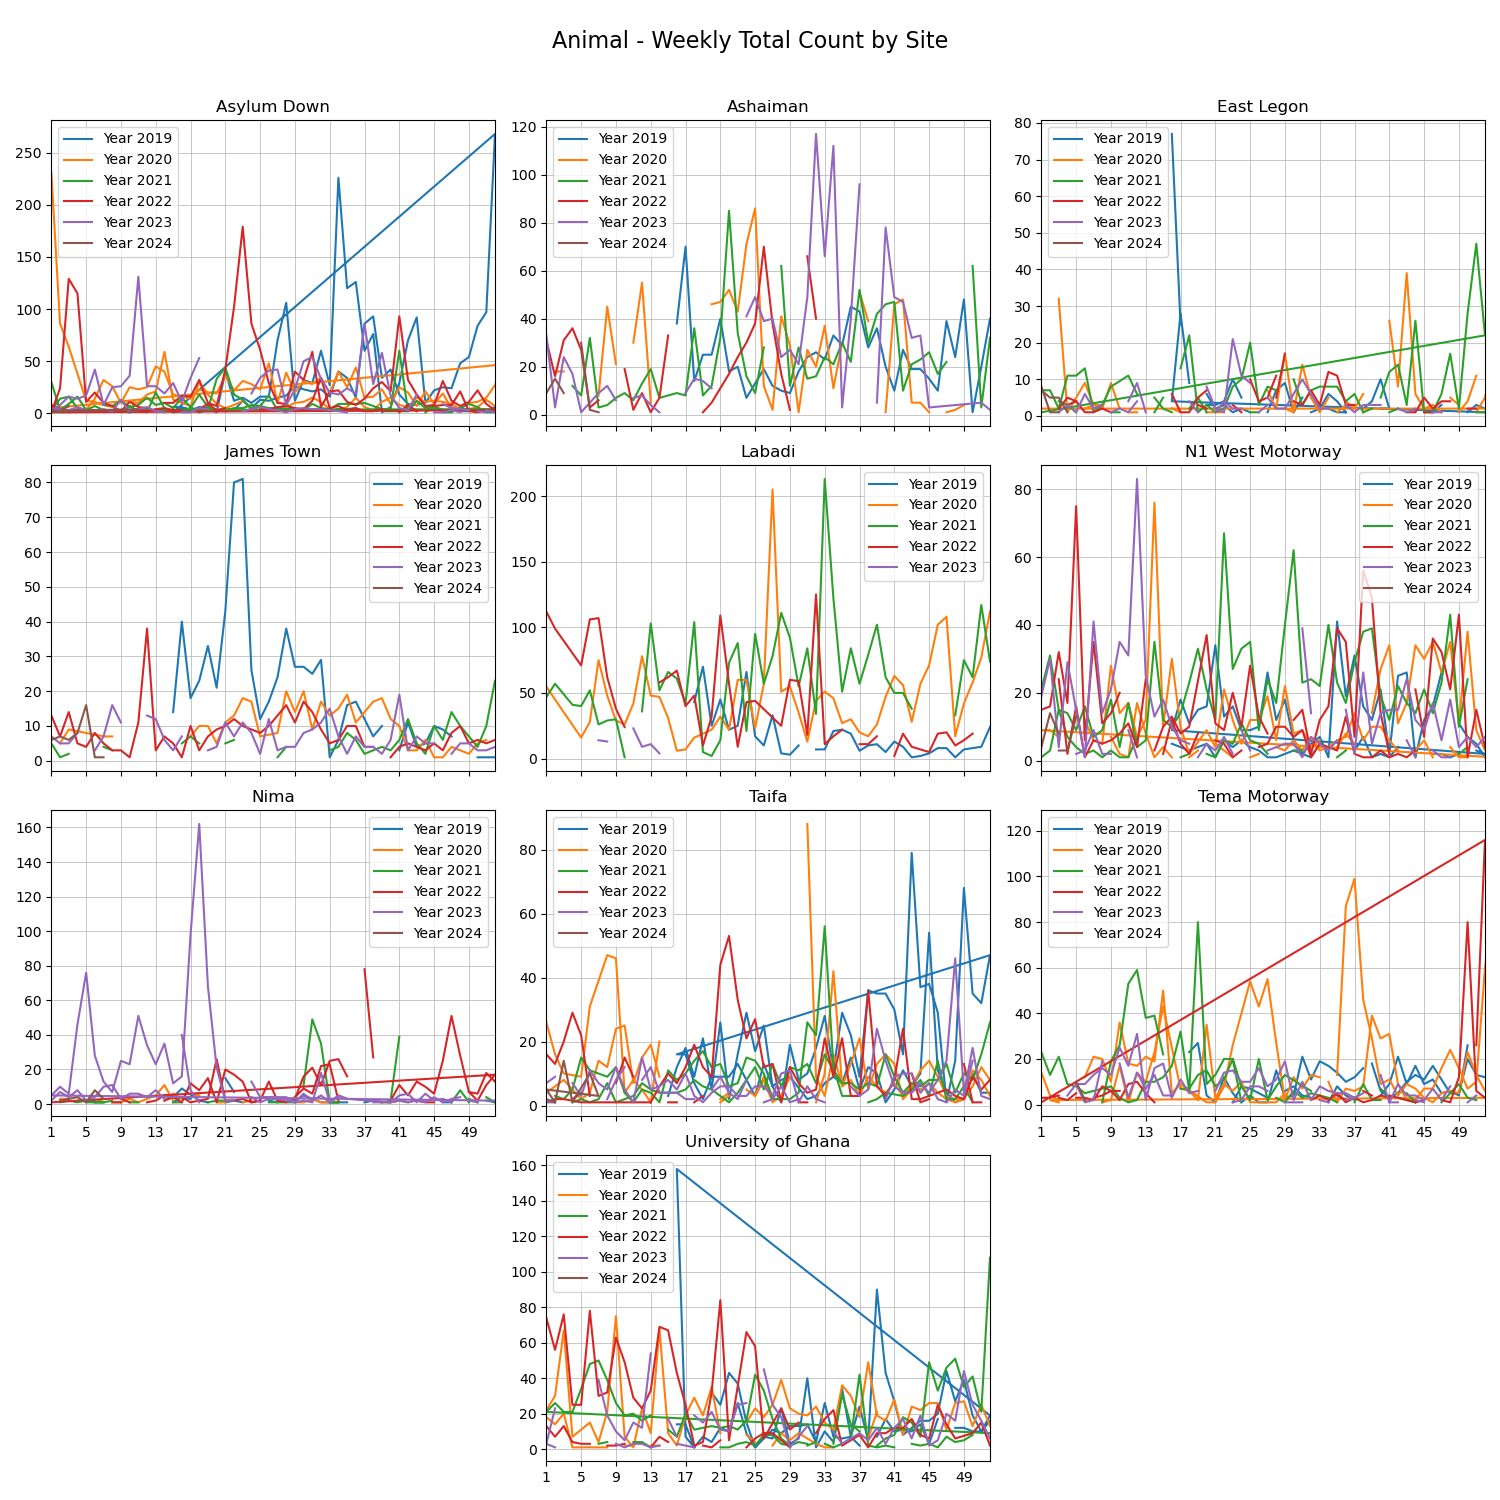 Animal - Weekly Total Count by Site
Asylum Down
250
200
150
100
50
0
Year 2019
Year 2020
Year 2021
Year 2022
Year 2023
Year 2024
Ashaiman
120
100
80
60
40
20
0
Year 2019
Year 2020
Year 2021
Year 2022
Year 2023
Year 2024
East Legon
80
70
60
50
40
30
20
10
0
Year 2019
Year 2020
Year 2021
Year 2022
Year 2023
Year 2024
James Town
80
70
60
50
40
30
20
10
0
Year 2019
Year 2020
Year 2021
Year 2022
Year 2023
Year 2024
Labadi
200
150
100
50
0
Year 2019
Year 2020
Year 2021
Year 2022
Year 2023
N1 West Motorway
80
60
40
20
0
Year 2019
Year 2020
Year 2021
Year 2022
Year 2023
Year 2024
Nima
160
140
120
100
80
60
40
20
0
Year 2019
Year 2020
Year 2021
Year 2022
Year 2023
Year 2024
1 5 9 13 17 21 25 29 33 37 41 45 49
Taifa
80
60
40
20
0
Year 2019
Year 2020
Year 2021
Year 2022
Year 2023
Year 2024
Tema Motorway
120
100
80
60
40
20
0
Year 2019
Year 2020
Year 2021
Year 2022
Year 2023
Year 2024
1 5 9 13 17 21 25 29 33 37 41 45 49
University of Ghana
160
140
120
100
80
60
40
20
0
Year 2019
Year 2020
Year 2021
Year 2022
Year 2023
Year 2024
1 5 9 13 17 21 25 29 33 37 41 45 49